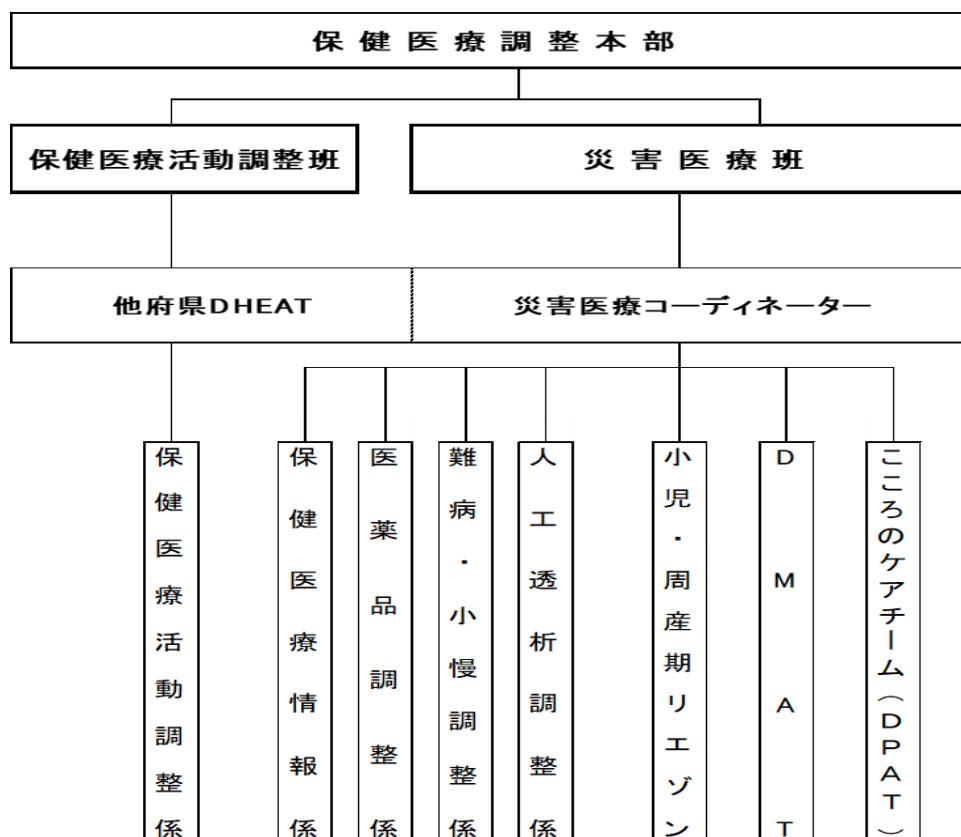 保健医療調整本部
保健医療活動調整班
災害医療班
他府県DHEAT
災害医療コーディネーター
保健医療活動調整係
保健医療情報係
医薬品調整係
難病・小慢調整係
人工透析調整係
小児・周産期リエゾン
DMAT
こころのケアチーム(DPAT)